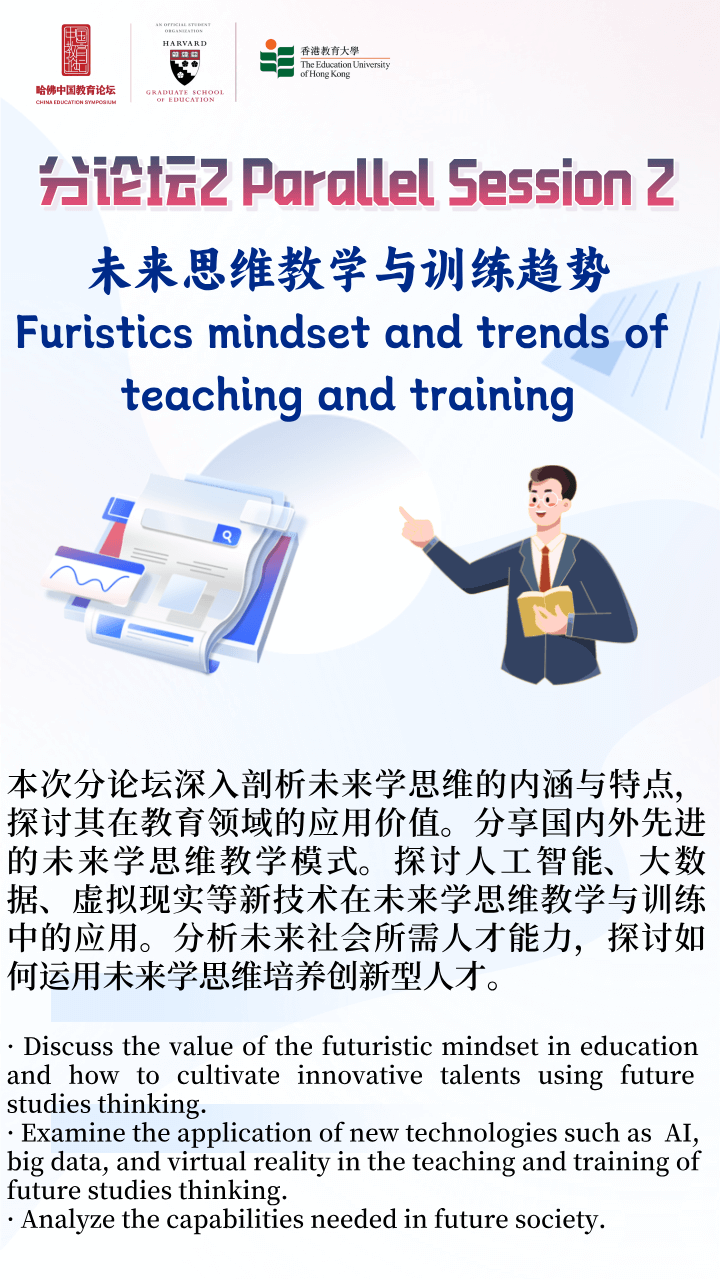 中国教育论坛
哈佛中国教育论坛
CHINA EDUCATION SYMPOSIUM
AN OFFICIAL STUDENT
ORGANIZATION
HARVARD
GRADUATE SCHOOL
OF EDUCATION
香港教育大學
The Education University
of Hong Kong
分论坛2 Parallel Session 2
未来思维教学与训练趋势
Furistics mindset and trends of
teaching and training
本次分论坛深入剖析未来学思维的内涵与特点，
探讨其在教育领域的应用价值。分享国内外先进
的未来学思维教学模式。探讨人工智能、大数
据、虚拟现实等新技术在未来学思维教学与训练
中的应用。分析未来社会所需人才能力，探讨如
何运用未来学思维培养创新型人才。
· Discuss the value of the futuristic mindset in education
and how to cultivate innovative talents using future
studies thinking.
· Examine the application of new technologies such as AI,
big data, and virtual reality in the teaching and training of
future studies thinking.
· Analyze the capabilities needed in future society.